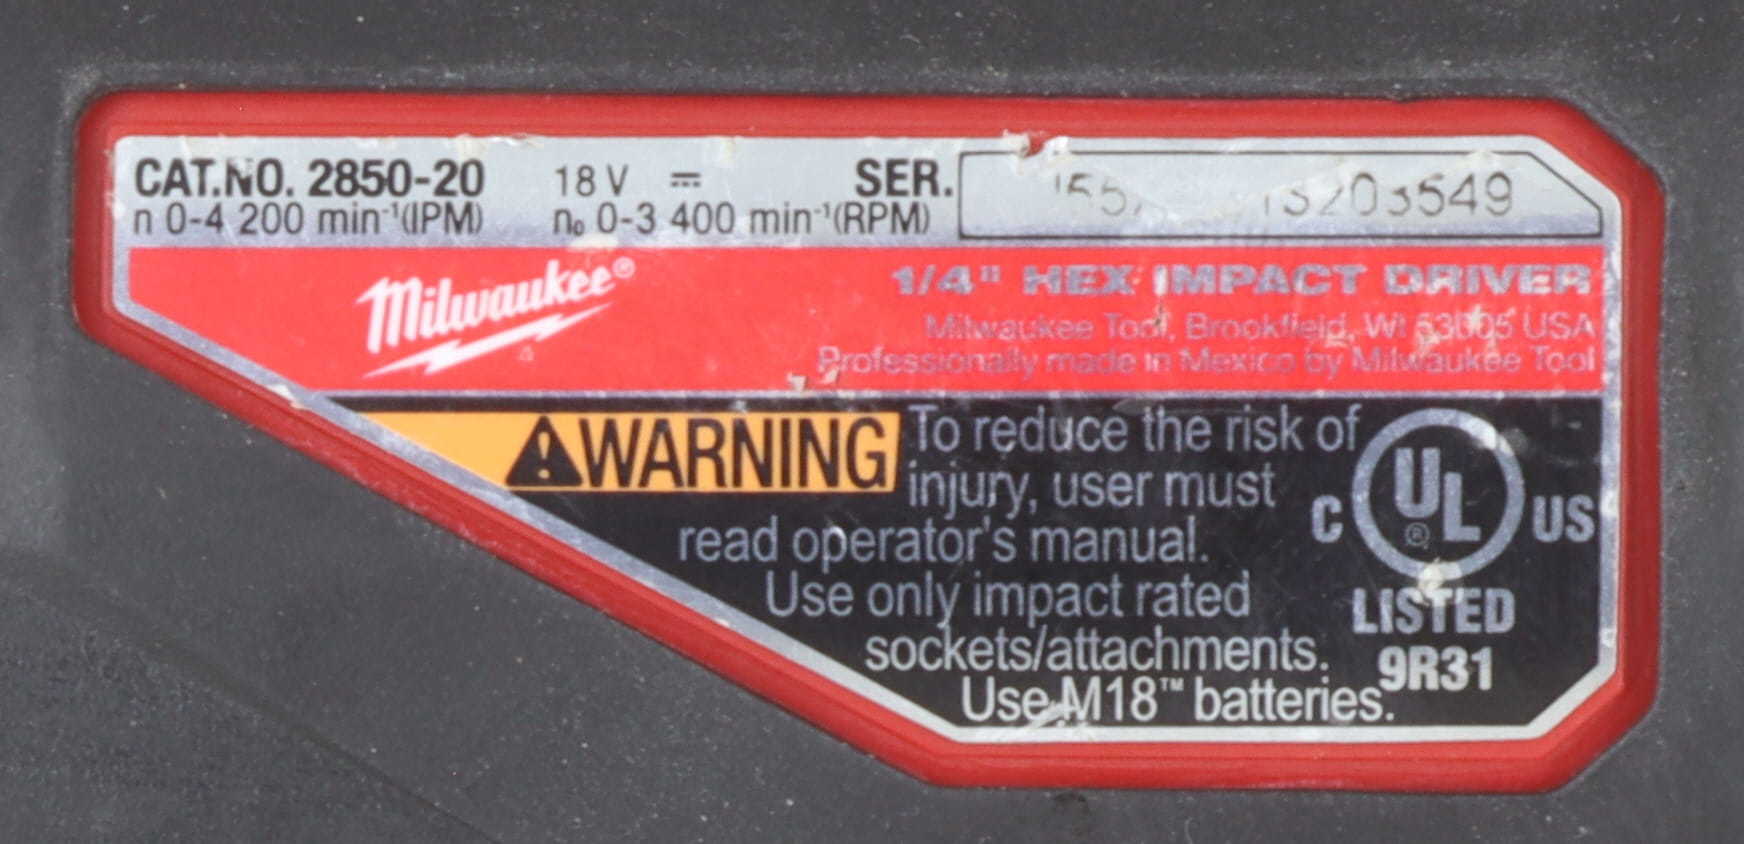 CAT.NO. 2850-20 18 V ⎓ SER.
n 0-4 200 min⁻¹(IPM) n₀ 0-3 400 min⁻¹(RPM)
Milwaukee®
1/4" HEX IMPACT DRIVER
Milwaukee Tool, Brookfield, WI 53005 USA
Professionally made in Mexico by Milwaukee Tool
⚠WARNING To reduce the risk of
injury, user must
read operator's manual.
Use only impact rated
sockets/attachments.
Use M18™ batteries.
C UL® US
LISTED
9R31